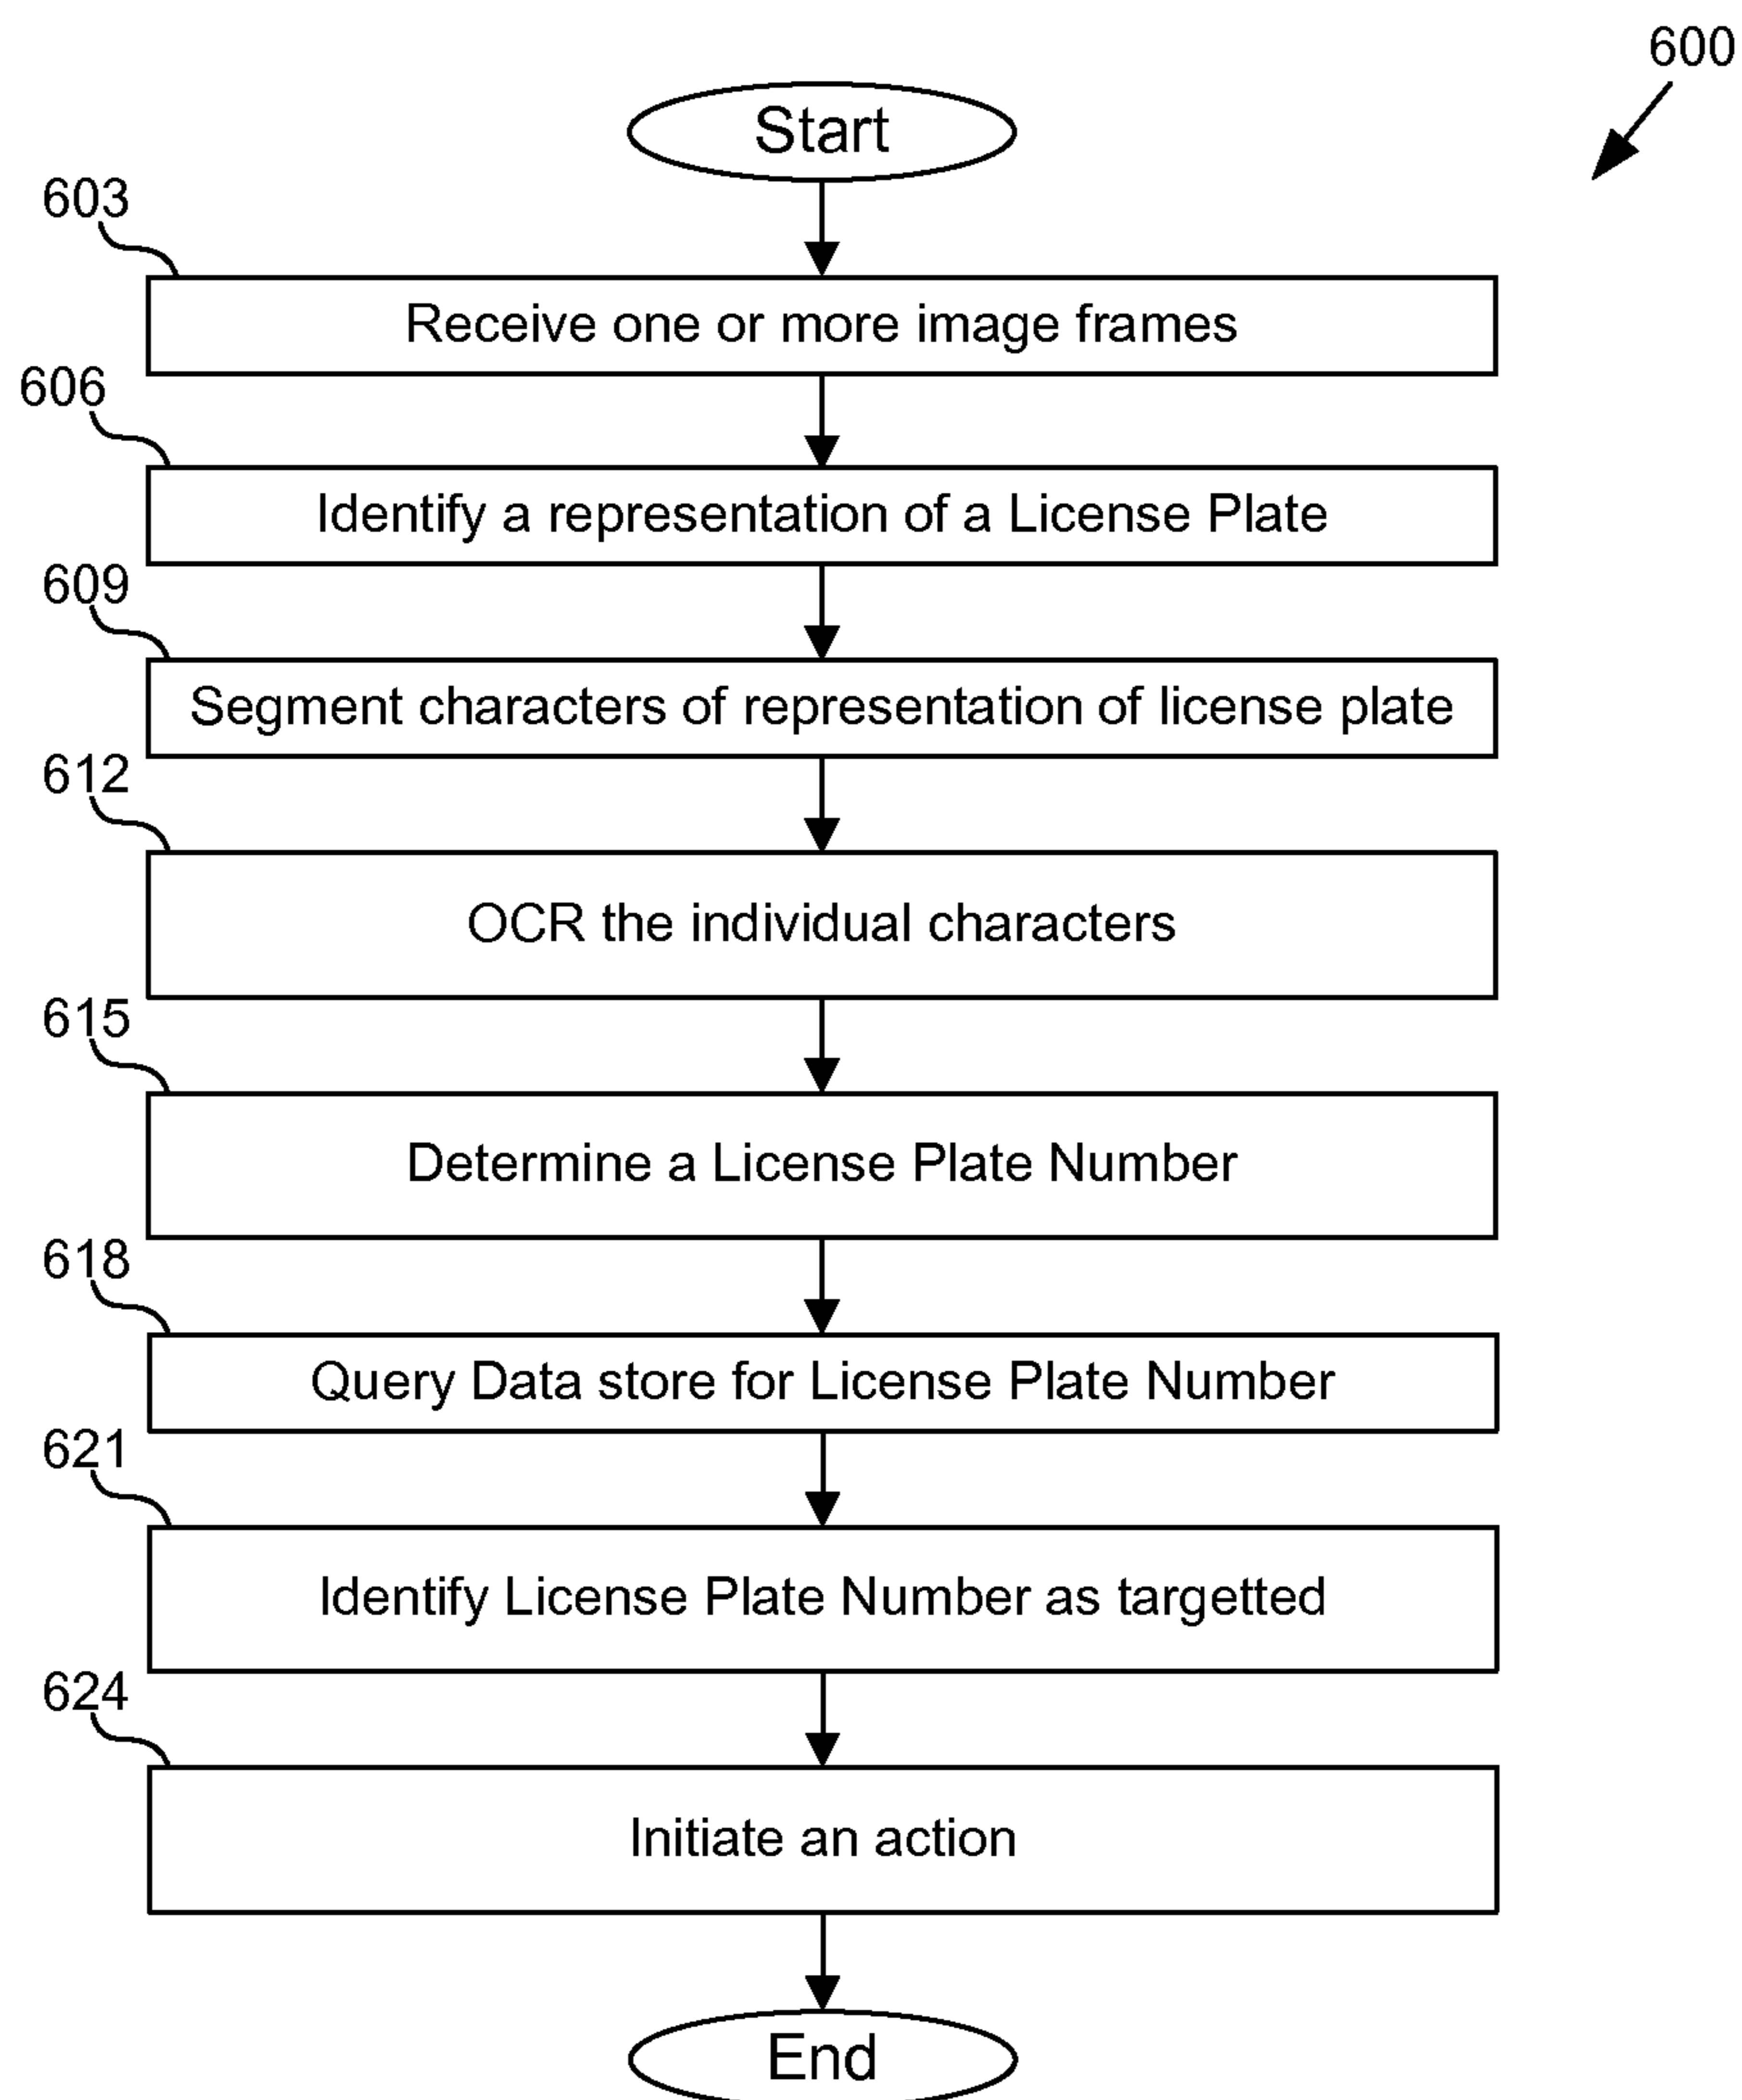 600
Start
603
Receive one or more image frames
606
Identify a representation of a License Plate
609
Segment characters of representation of license plate
612
OCR the individual characters
615
Determine a License Plate Number
618
Query Data store for License Plate Number
621
Identify License Plate Number as targetted
624
Initiate an action
End